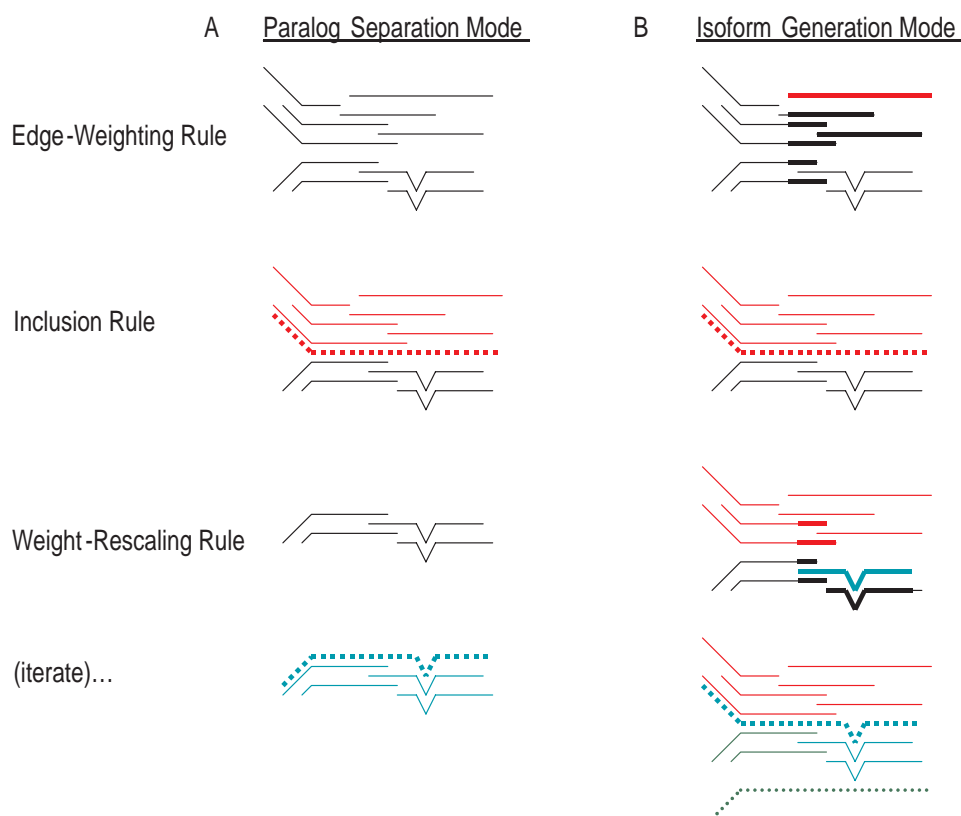 A Paralog Separation Mode
B Isoform Generation Mode
Edge-Weighting Rule
Inclusion Rule
Weight-Rescaling Rule
(iterate)...